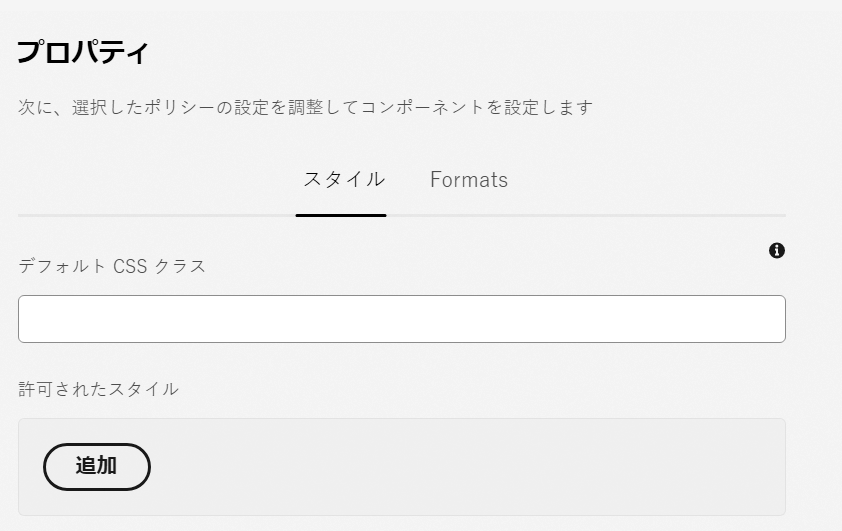 プロパティ
次に、選択したポリシーの設定を調整してコンポーネントを設定します
スタイル Formats
デフォルト CSS クラス
許可されたスタイル
追加